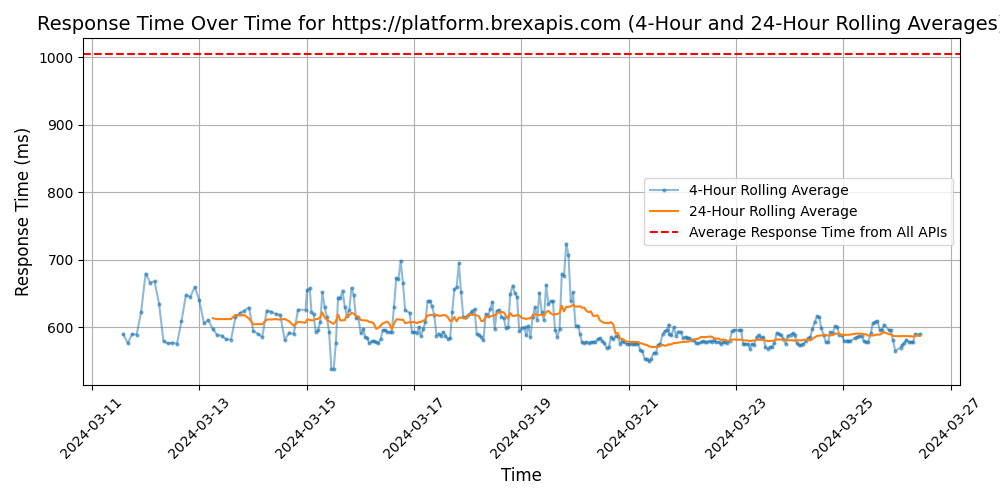 Response Time Over Time for https://platform.brexapis.com (4-Hour and 24-Hour Rolling Averages)
Response Time (ms)
1000
900
800
700
600
4-Hour Rolling Average
24-Hour Rolling Average
Average Response Time from All APIs
2024-03-11
2024-03-13
2024-03-15
2024-03-17
2024-03-19
2024-03-21
2024-03-23
2024-03-25
2024-03-27
Time